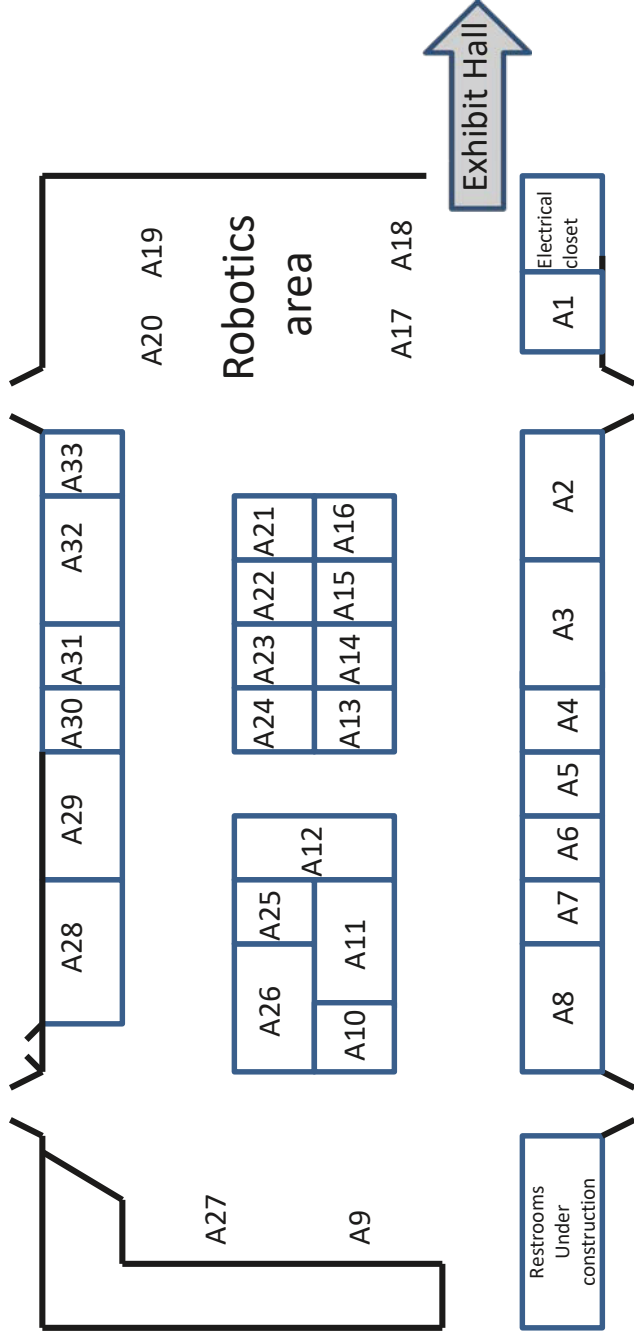 Exhibit Hall
A19
A20
Robotics
area
A18
A17
Electrical
closet
A1
A33
A32
A31
A30
A29
A28
A21
A22
A23
A24
A16
A15
A14
A13
A12
A25
A26
A11
A10
A2
A3
A4
A5
A6
A7
A8
A27
A9
Restrooms
Under
construction